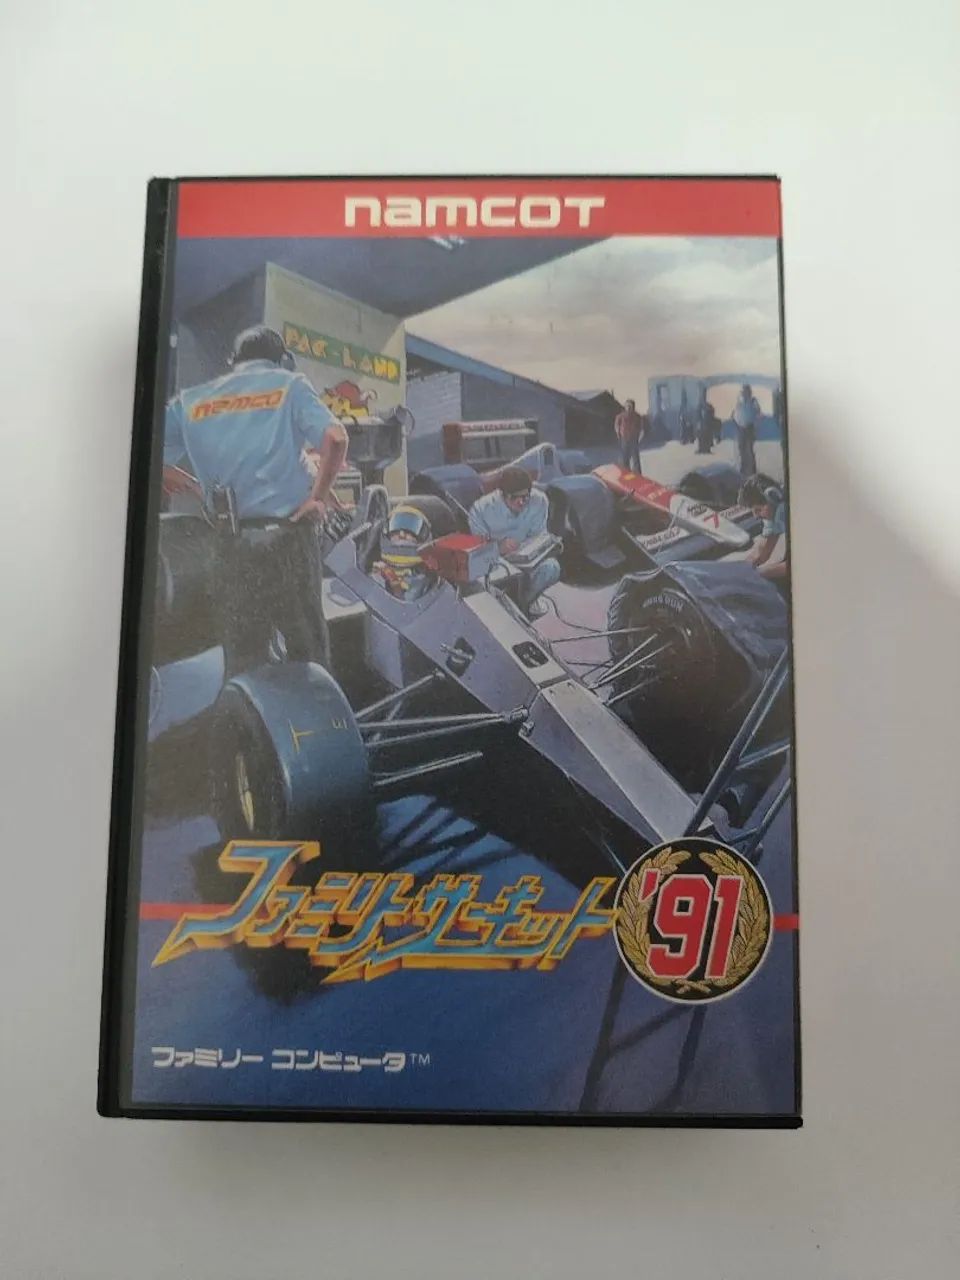 namcot
PAC-LAND
namco
7
ファミリーサーキット'91
ファミリー コンピュータ™